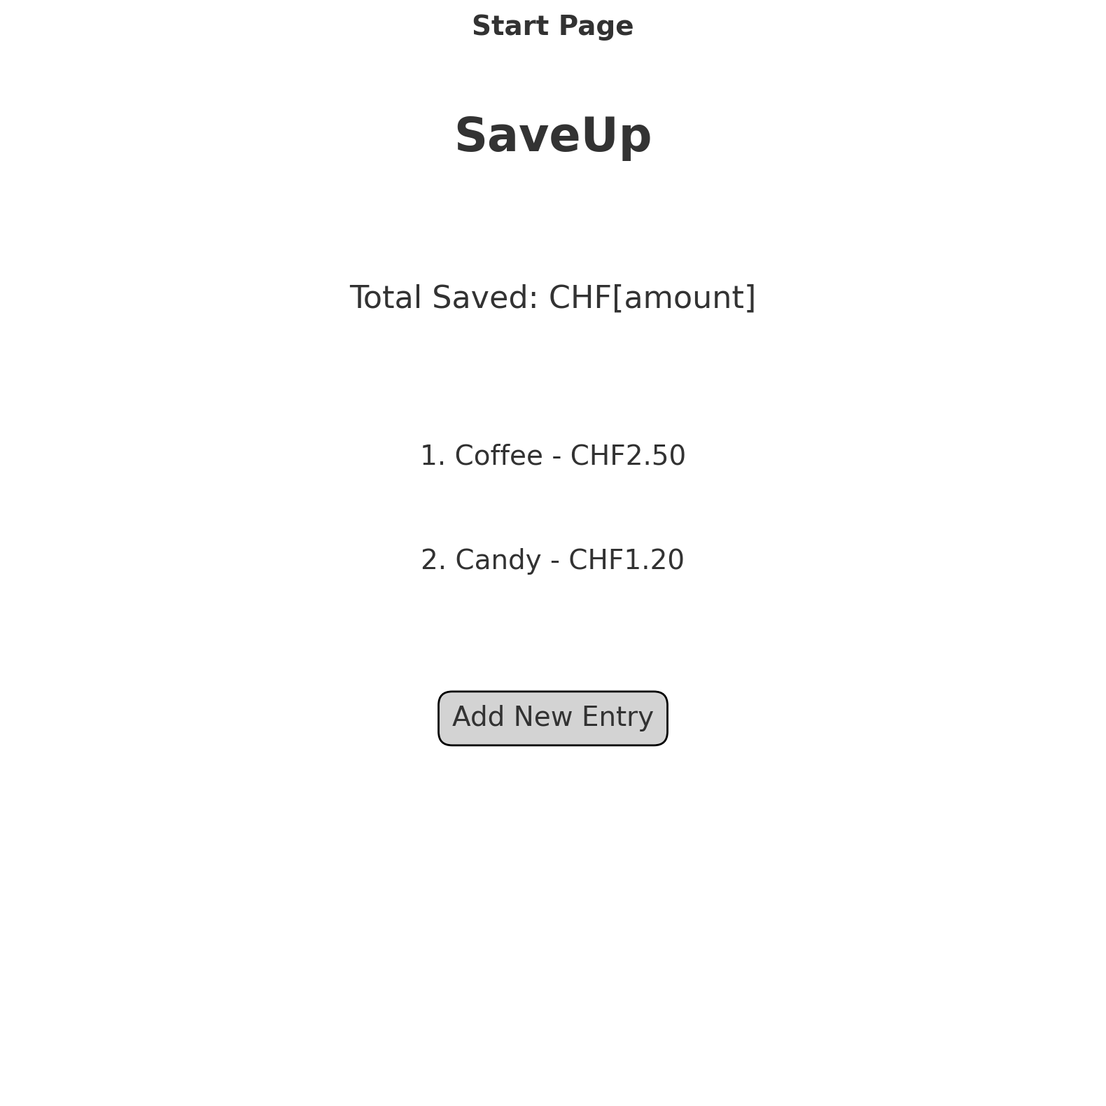 Start Page
SaveUp
Total Saved: CHF[amount]
1. Coffee - CHF2.50
2. Candy - CHF1.20
Add New Entry